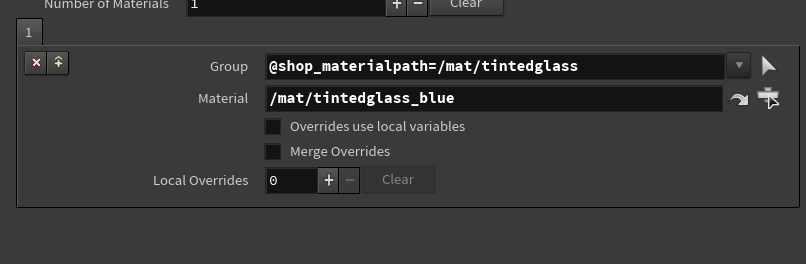 Number of Materials 1 + − Clear
1
Group @shop_materialpath=/mat/tintedglass
Material /mat/tintedglass_blue
Overrides use local variables
Merge Overrides
Local Overrides 0 + − Clear